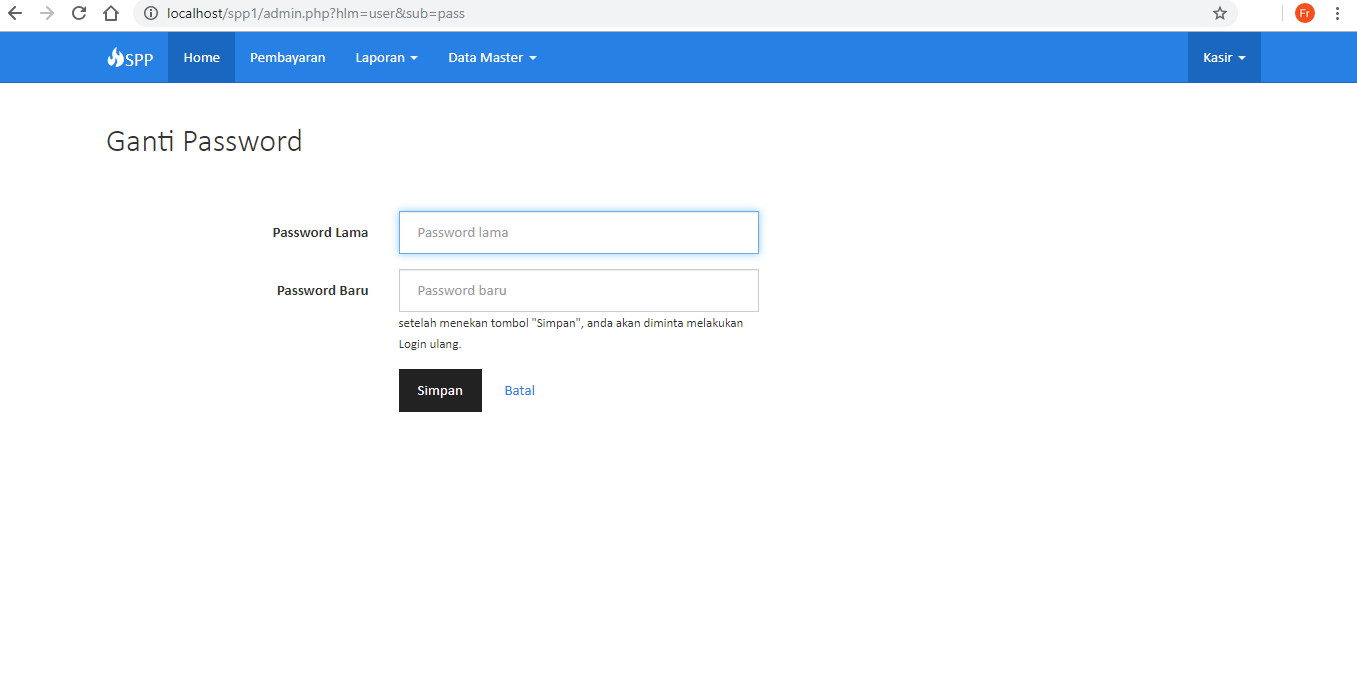 localhost/spp1/admin.php?hlm=user&sub=pass
Fr
SPP Home Pembayaran Laporan Data Master Kasir
Ganti Password
Password Lama Password lama
Password Baru Password baru
setelah menekan tombol "Simpan", anda akan diminta melakukan
Login ulang.
Simpan Batal